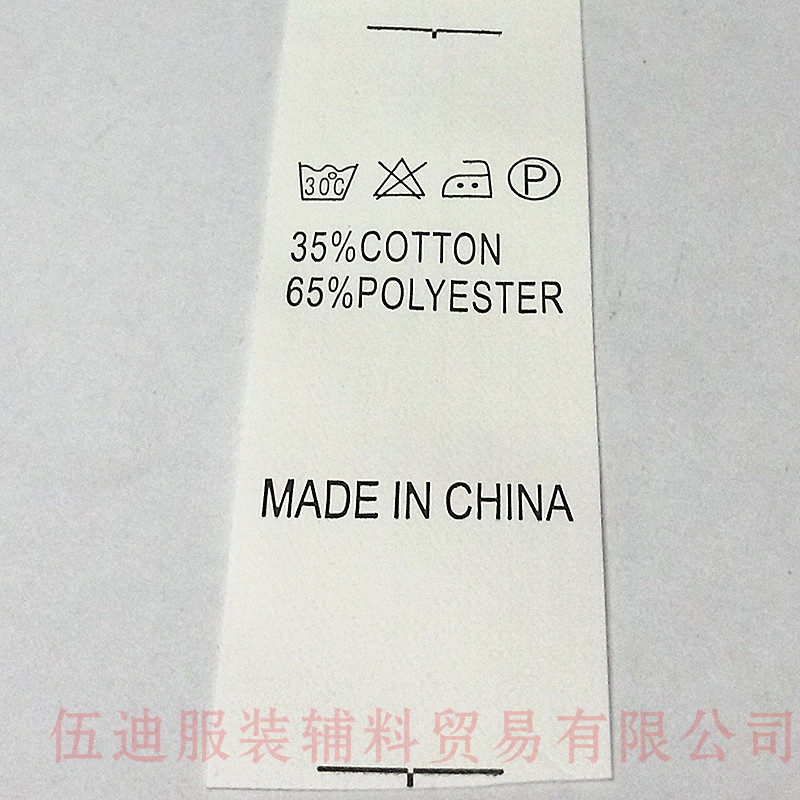 30℃ P
35%COTTON
65%POLYESTER
MADE IN CHINA
伍迪服装辅料贸易有限公司